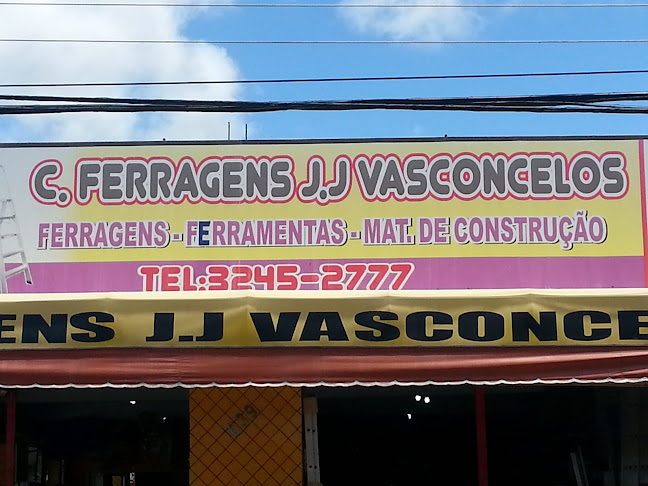 C. FERRAGENS J.J VASCONCELOS
FERRAGENS - FERRAMENTAS - MAT. DE CONSTRUÇÃO
TEL:3245-2777
ENS J.J VASCONCE